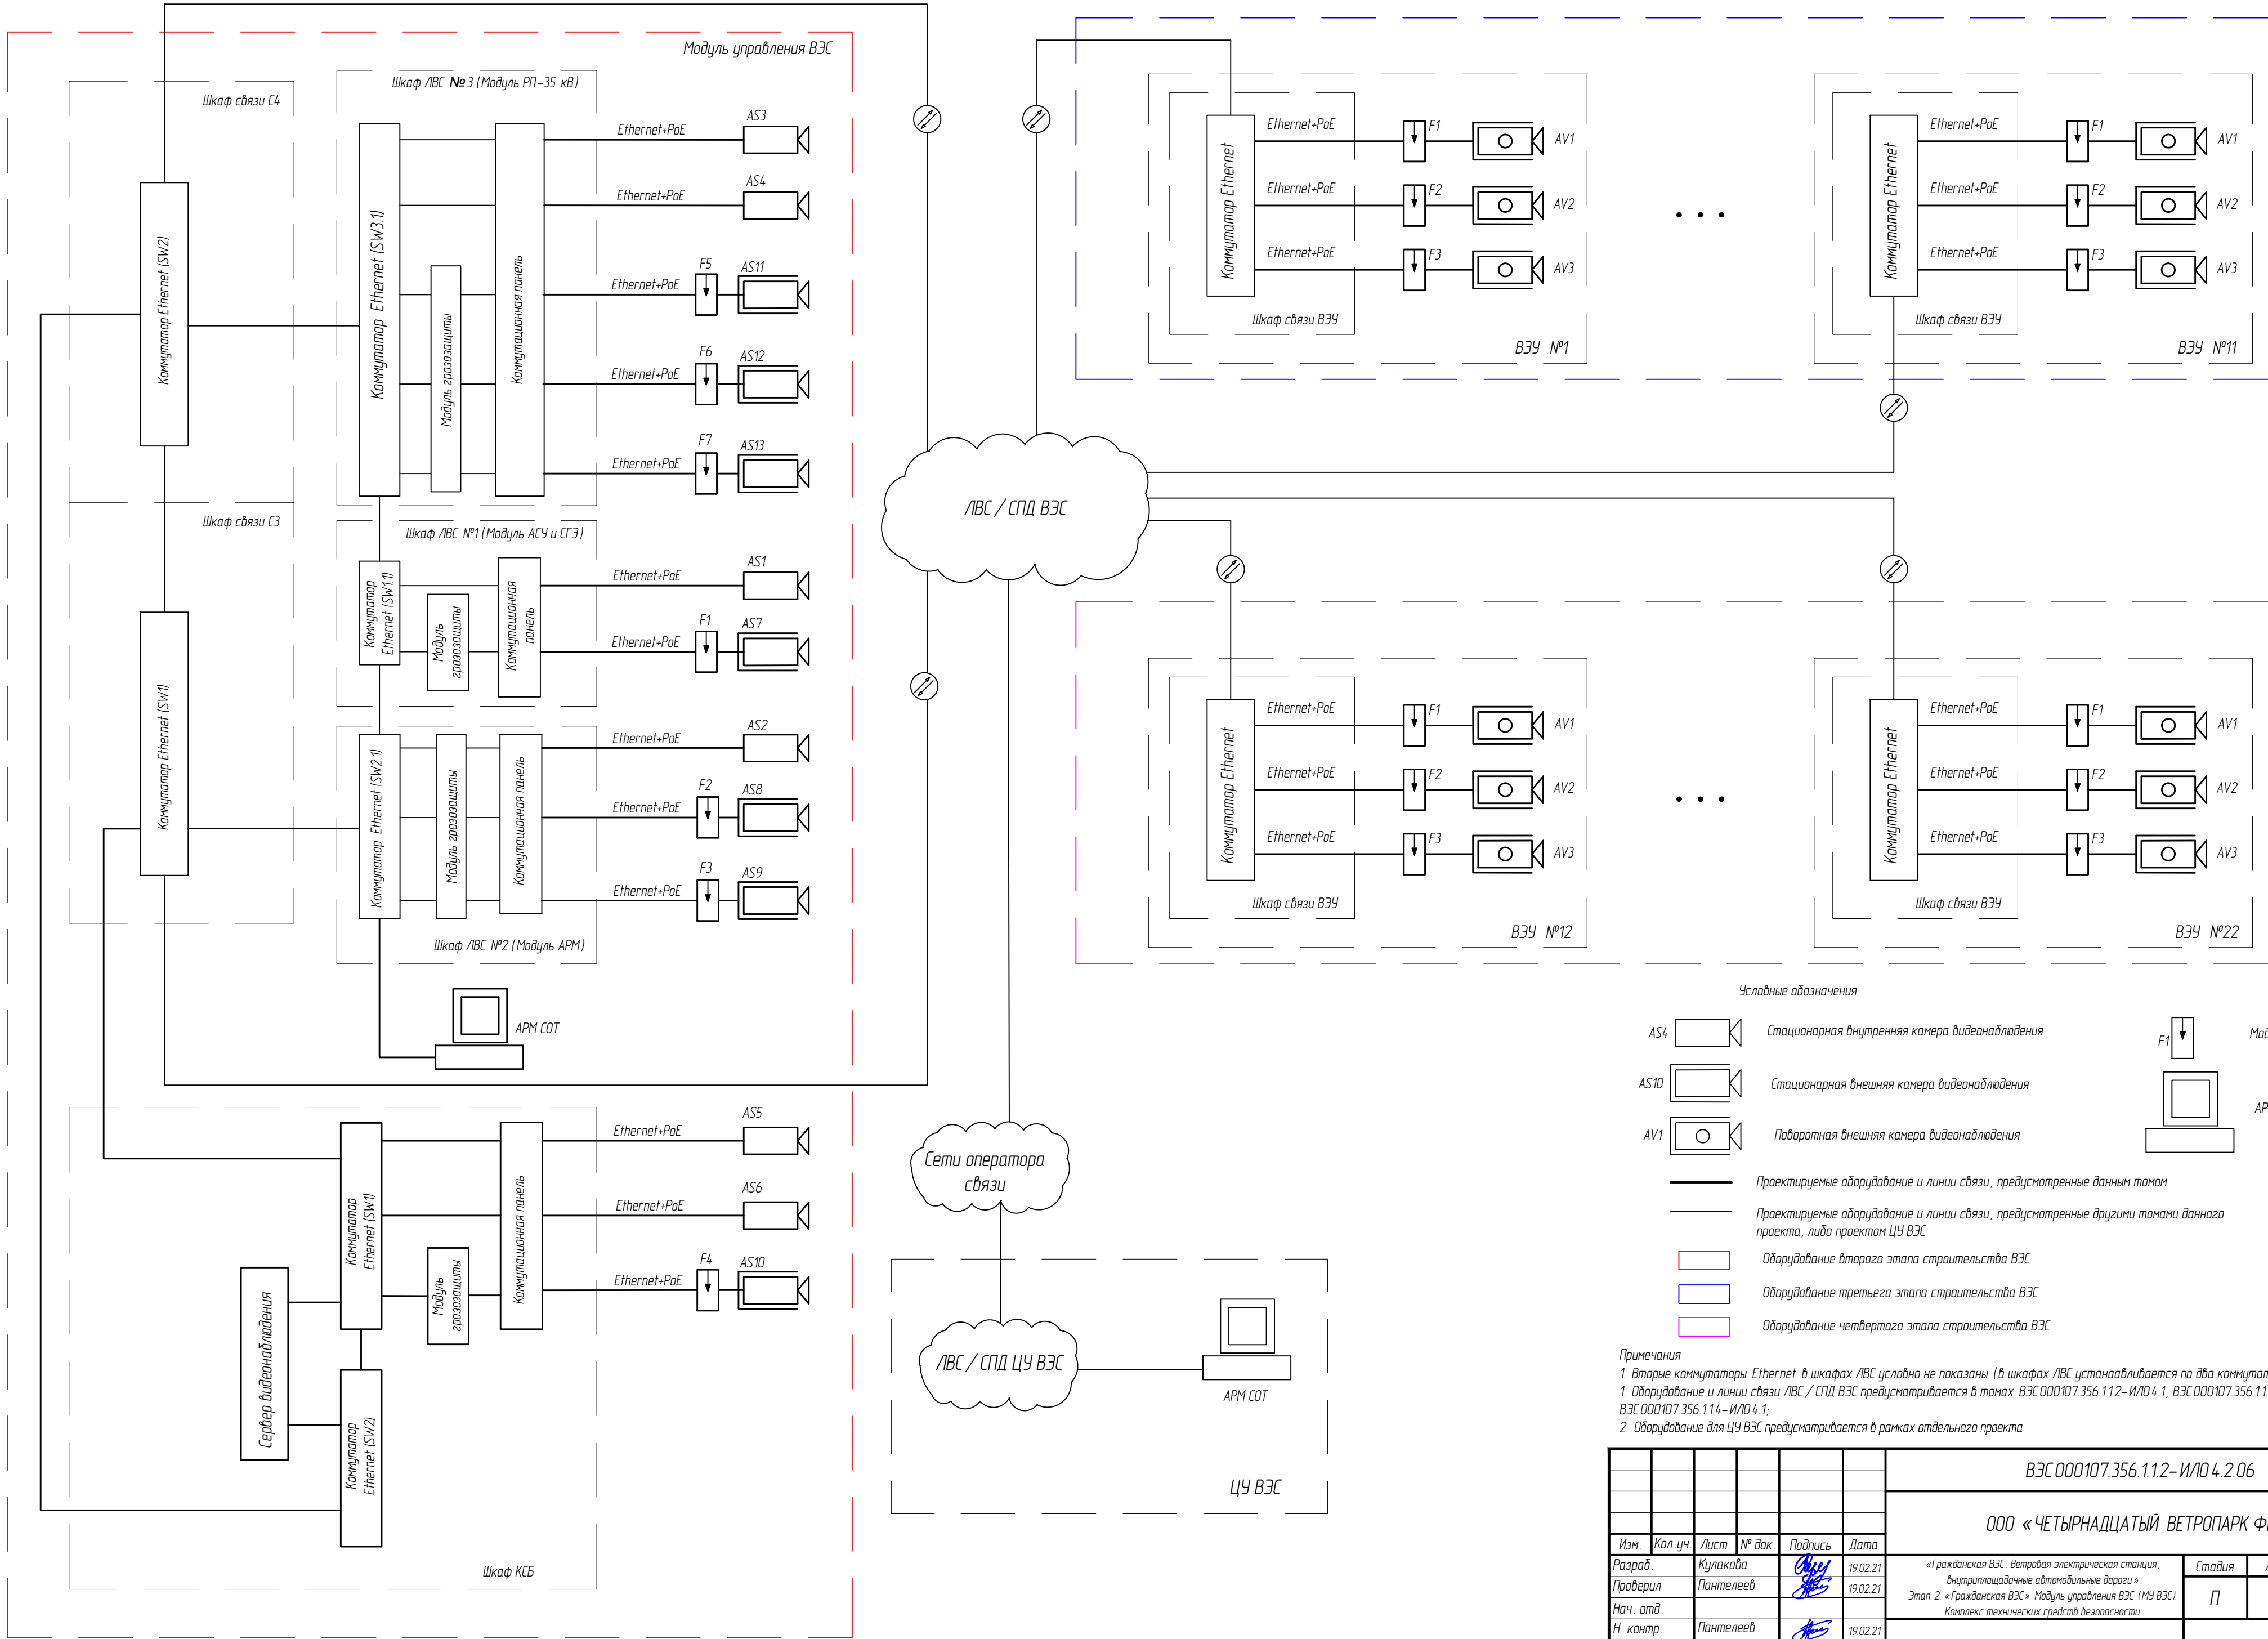 Модуль управления ВЭС
Шкаф связи С4
Коммутатор Ethernet (SW2)
Шкаф связи С3
Коммутатор Ethernet (SW1)
Шкаф ЛВС №3 (Модуль РП-35 кВ)
Коммутатор Ethernet (SW3.1)
Модуль грозозащиты
Коммутационная панель
Ethernet+PoE
AS3
Ethernet+PoE
AS4
Ethernet+PoE
F5
AS11
Ethernet+PoE
F6
AS12
Ethernet+PoE
F7
AS13
Шкаф ЛВС №1 (Модуль АСУ и СГЭ)
Коммутатор
Ethernet (SW1.1)
Модуль
грозозащиты
Коммутационная
панель
Ethernet+PoE
AS1
Ethernet+PoE
F1
AS7
Коммутатор Ethernet (SW2.1)
Модуль грозозащиты
Коммутационная панель
Ethernet+PoE
AS2
Ethernet+PoE
F2
AS8
Ethernet+PoE
F3
AS9
Шкаф ЛВС №2 (Модуль АРМ)
АРМ СОТ
Сервер видеонаблюдения
Коммутатор
Ethernet (SW1)
Коммутатор
Ethernet (SW2)
Модуль
грозозащиты
Коммутационная панель
Ethernet+PoE
AS5
Ethernet+PoE
AS6
Ethernet+PoE
F4
AS10
Шкаф КСБ
ЛВС / СПД ВЭС
Сети оператора
связи
ЛВС / СПД ЦУ ВЭС
АРМ СОТ
ЦУ ВЭС
Коммутатор Ethernet
Ethernet+PoE
F1
AV1
Ethernet+PoE
F2
AV2
Ethernet+PoE
F3
AV3
Шкаф связи ВЭУ
ВЭУ №1
Коммутатор Ethernet
Ethernet+PoE
F1
AV1
Ethernet+PoE
F2
AV2
Ethernet+PoE
F3
AV3
Шкаф связи ВЭУ
ВЭУ №11
Коммутатор Ethernet
Ethernet+PoE
F1
AV1
Ethernet+PoE
F2
AV2
Ethernet+PoE
F3
AV3
Шкаф связи ВЭУ
ВЭУ №12
Коммутатор Ethernet
Ethernet+PoE
F1
AV1
Ethernet+PoE
F2
AV2
Ethernet+PoE
F3
AV3
Шкаф связи ВЭУ
ВЭУ №22
Условные обозначения
AS4 Стационарная внутренняя камера видеонаблюдения
AS10 Стационарная внешняя камера видеонаблюдения
AV1 Поворотная внешняя камера видеонаблюдения
F1
Проектируемые оборудование и линии связи, предусмотренные данным томом
Проектируемые оборудование и линии связи, предусмотренные другими томами данного
проекта, либо проектом ЦУ ВЭС
Оборудование второго этапа строительства ВЭС
Оборудование третьего этапа строительства ВЭС
Оборудование четвертого этапа строительства ВЭС
Примечания
1. Вторые коммутаторы Ethernet в шкафах ЛВС условно не показаны (в шкафах ЛВС устанавливается по два
1. Оборудование и линии связи ЛВС / СПД ВЭС предусматривается в томах ВЭС000107.356.1.1.2-ИЛО4.1,
ВЭС000107.356.1.1.4-ИЛО4.1;
2. Оборудование для ЦУ ВЭС предусматривается в рамках отдельного проекта
ВЭС000107.356.1.1.2-ИЛО4.2.06
ООО «ЧЕТЫРНАДЦАТЫЙ ВЕТРОПАРК
Изм. Кол.уч. Лист. № док. Подпись Дата
Разраб. Кулакова 19.02.21
Проверил Пантелеев 19.02.21
Нач. отд.
Н. контр. Пантелеев 19.02.21
«Гражданская ВЭС. Ветровая электрическая станция,
внутриплощадочные автомобильные дороги»
Этап 2. «Гражданская ВЭС» Модуль управления ВЭС (МУ ВЭС).
Комплекс технических средств безопасности
Стадия
П